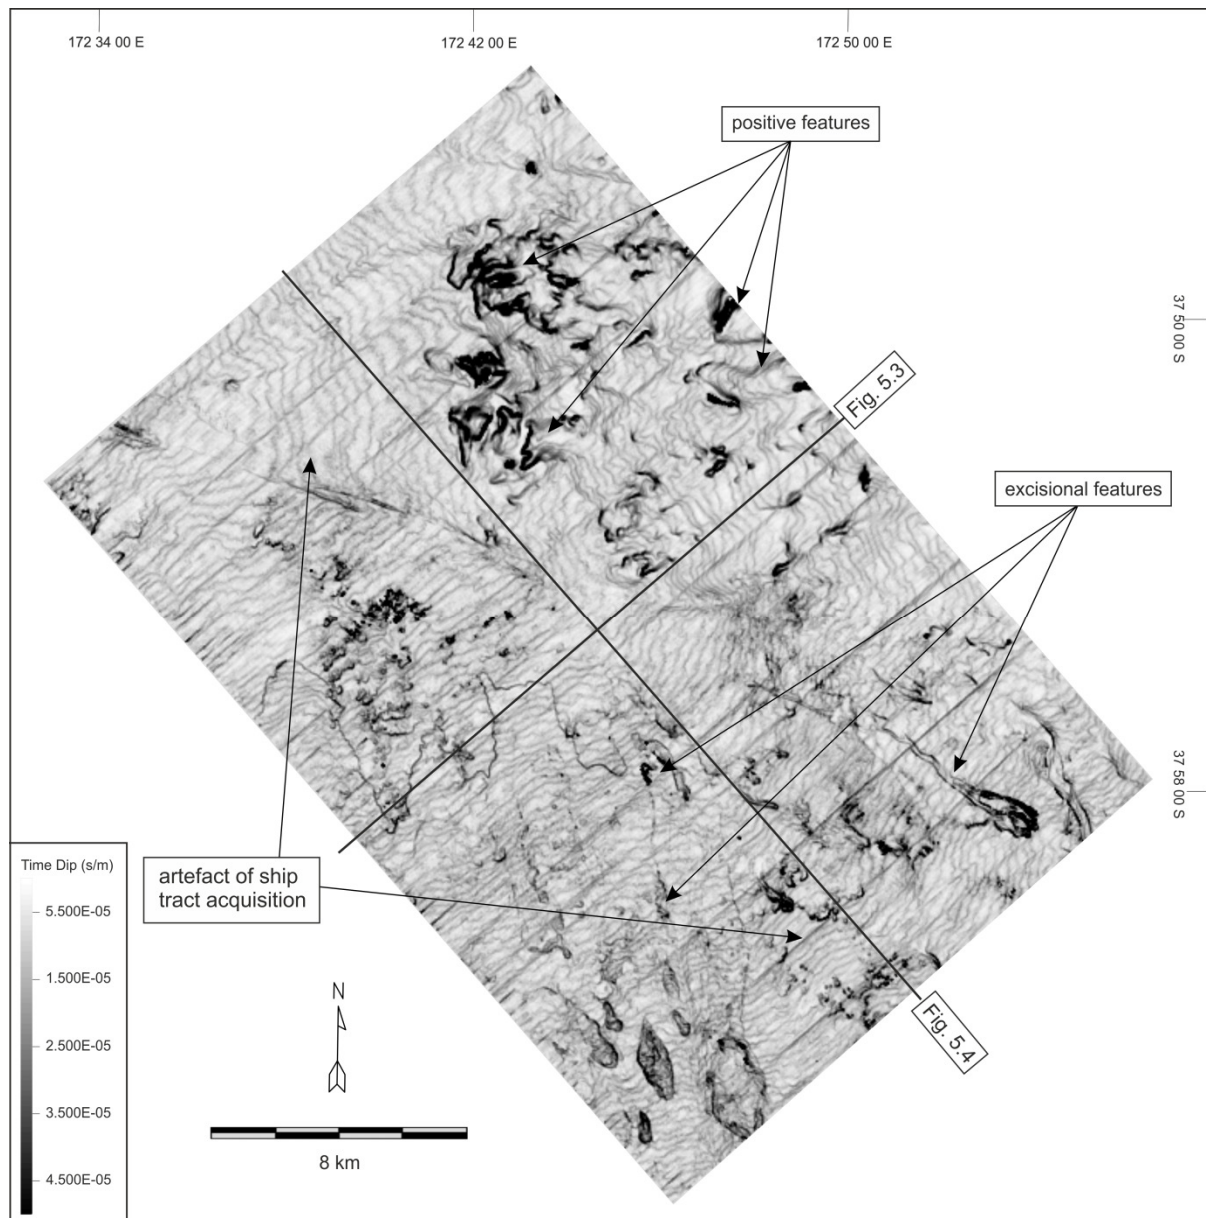 172 34 00 E
172 42 00 E
172 50 00 E
positive features
37 50 00 S
Fig. 5.3
excisional features
37 58 00 S
Time Dip (s/m)
5.500E-05
1.500E-05
2.500E-05
3.500E-05
4.500E-05
artefact of ship
tract acquisition
N
8 km
Fig. 5.4